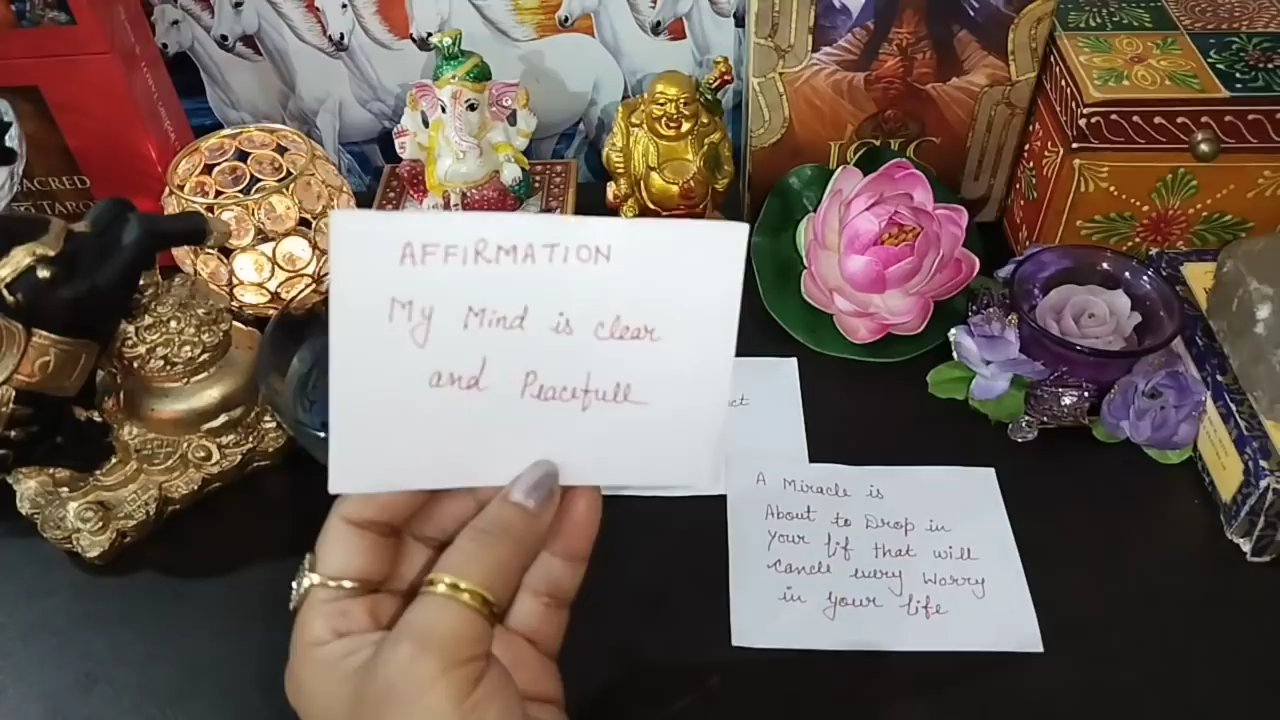 SACRED
AFFIRMATION
My Mind is clear
and Peacefull
A Miracle is
About to Drop in
your lif that will
Cancle every Worry
in your life